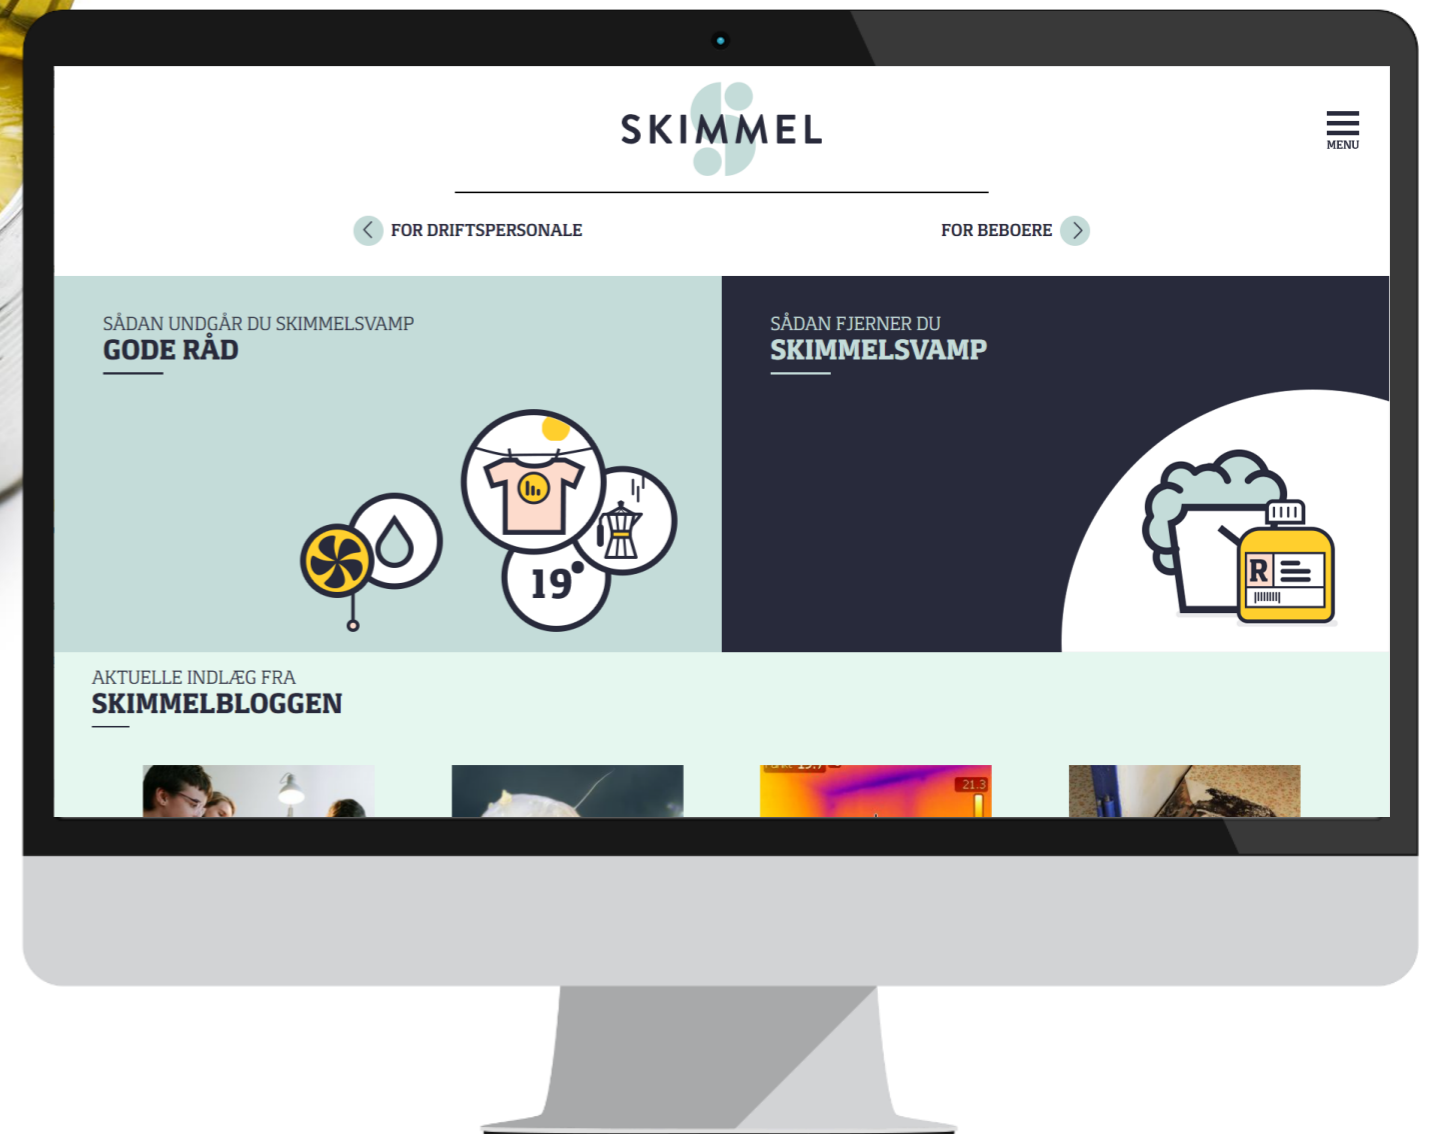 SKIMMEL
MENU
FOR DRIFTSPERSONALE
FOR BEBOERE
SÅDAN UNDGÅR DU SKIMMELSVAMP
GODE RÅD
SÅDAN FJERNER DU
SKIMMELSVAMP
19°
R
AKTUELLE INDLÆG FRA
SKIMMELBLOGGEN
21.3